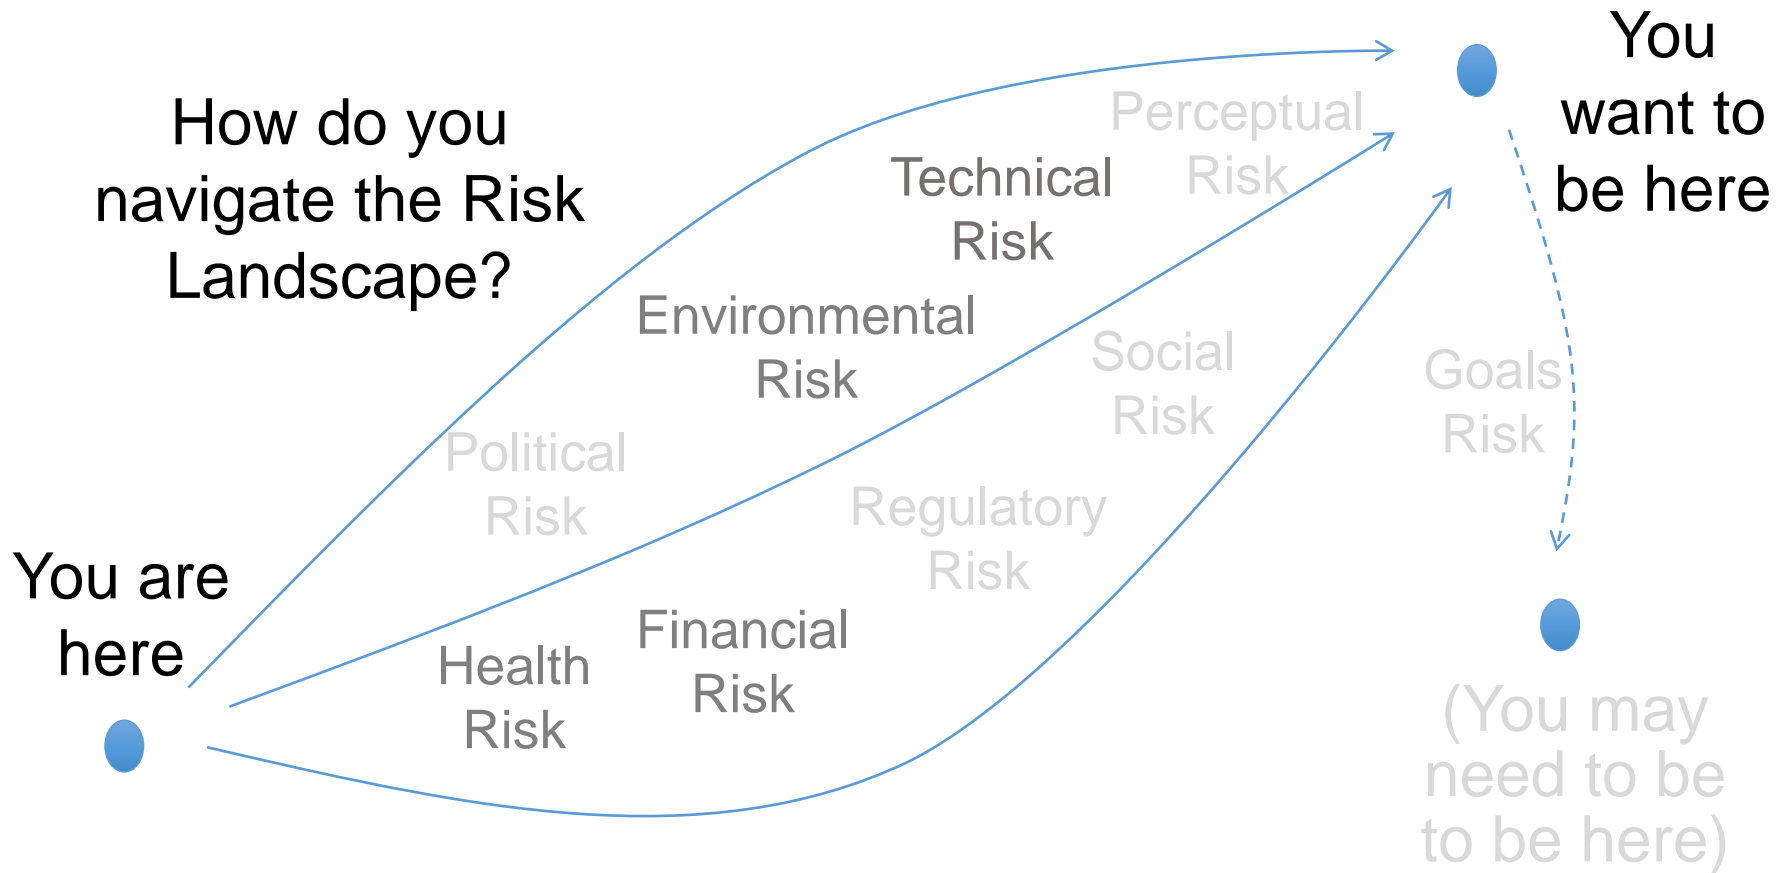 How do you
navigate the Risk
Landscape?
You
want to
be here
Perceptual
Risk
Technical
Risk
Environmental
Risk
Social
Risk
Goals
Risk
Political
Risk
Regulatory
Risk
You are
here
Financial
Risk
Health
Risk
(You may
need to be
to be here)